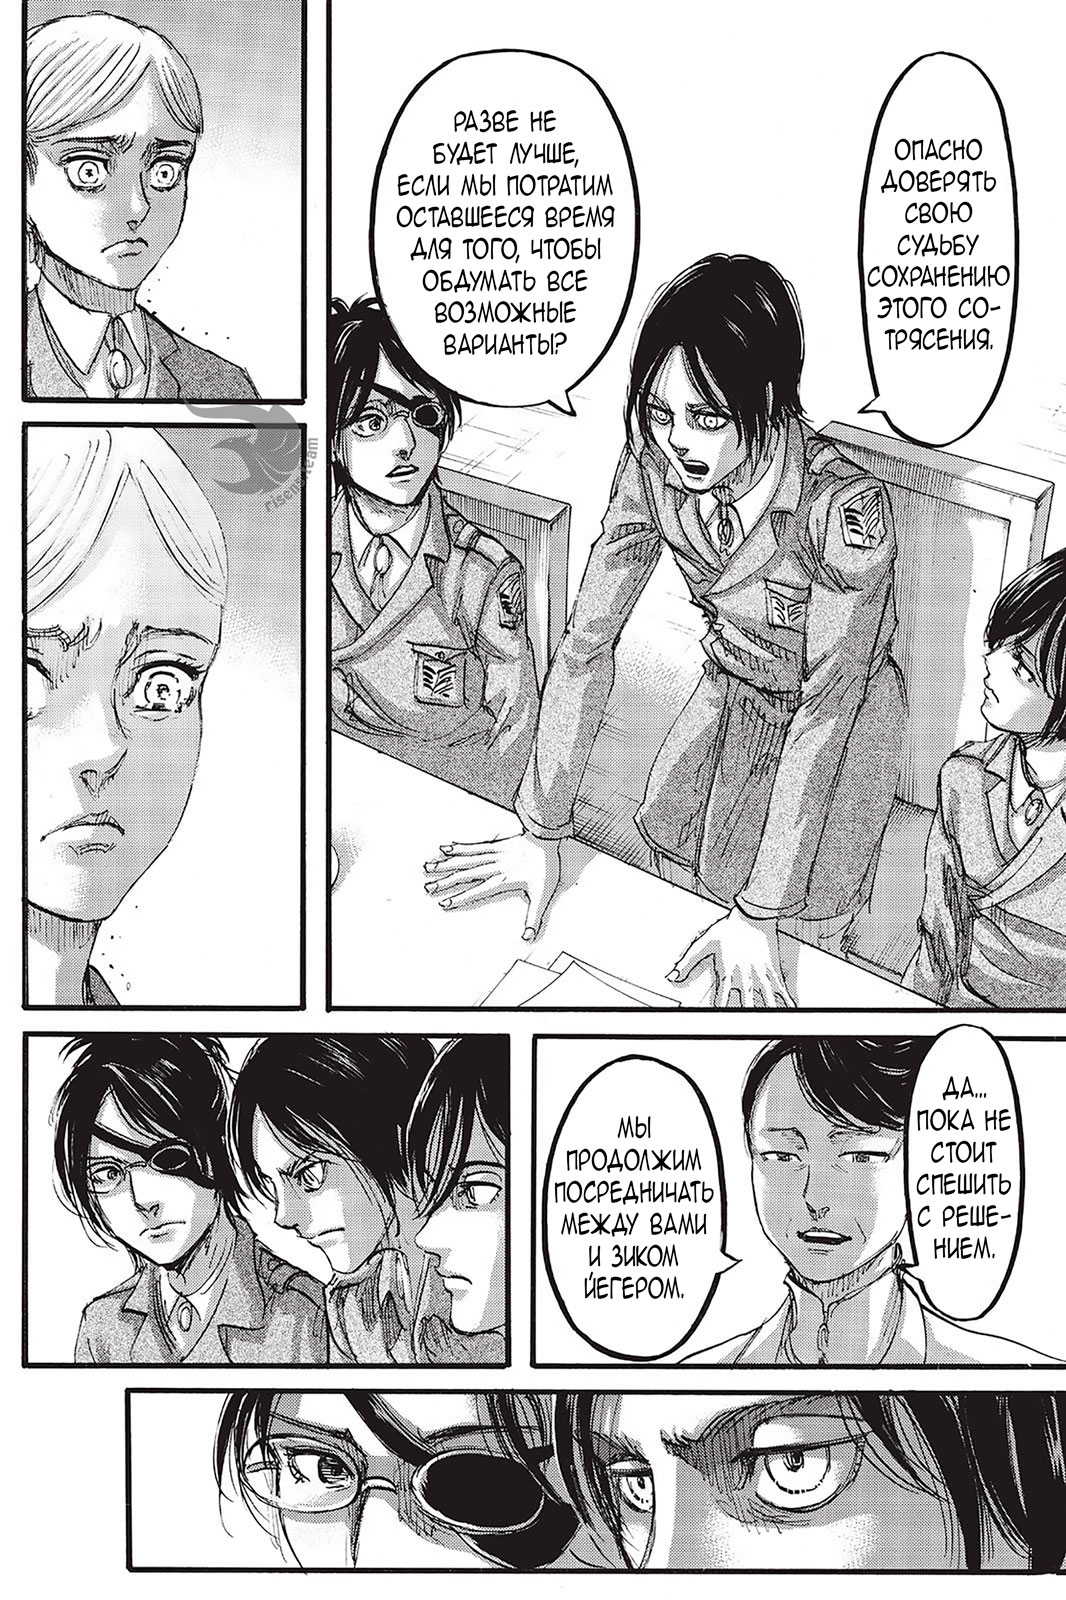 ОПАСНО
ДОВЕРЯТЬ
СВОЮ
СУДЬБУ
СОХРАНЕНИЮ
ЭТОГО СО-
ТРЯСЕНИЯ.
РАЗВЕ НЕ
БУДЕТ ЛУЧШЕ,
ЕСЛИ МЫ ПОТРАТИМ
ОСТАВШЕЕСЯ ВРЕМЯ
ДЛЯ ТОГО, ЧТОБЫ
ОБДУМАТЬ ВСЕ
ВОЗМОЖНЫЕ
ВАРИАНТЫ?
ДА...
ПОКА НЕ
СТОИТ
СПЕШИТЬ
С РЕШЕ-
НИЕМ.
МЫ
ПРОДОЛЖИМ
ПОСРЕДНИЧАТЬ
МЕЖДУ ВАМИ
И ЗИКОМ
ЙЕГЕРОМ.